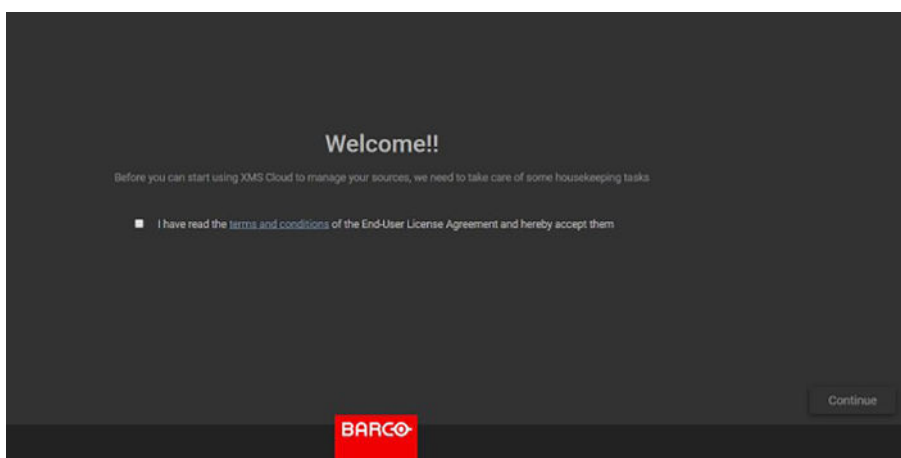 Welcome!!
Before you can start using XMS Cloud to manage your sources, we need to take care of some housekeeping tasks
I have read the terms and conditions of the End-User License Agreement and hereby accept them
Continue
BARCO